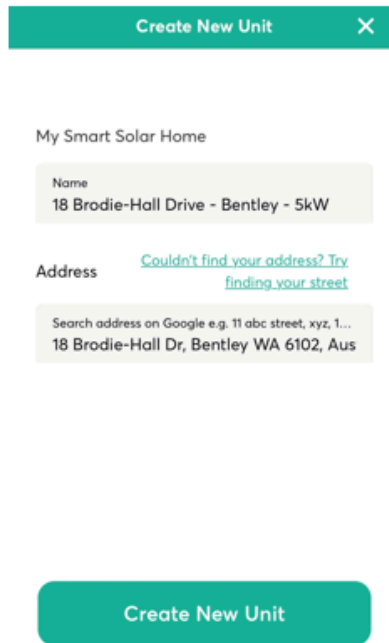 Create New Unit
My Smart Solar Home
Name
18 Brodie-Hall Drive - Bentley - 5kW
Address
Couldn't find your address? Try
finding your street
Search address on Google e.g. 11 abc street, xyz, 1...
18 Brodie-Hall Dr, Bentley WA 6102, Aus
Create New Unit